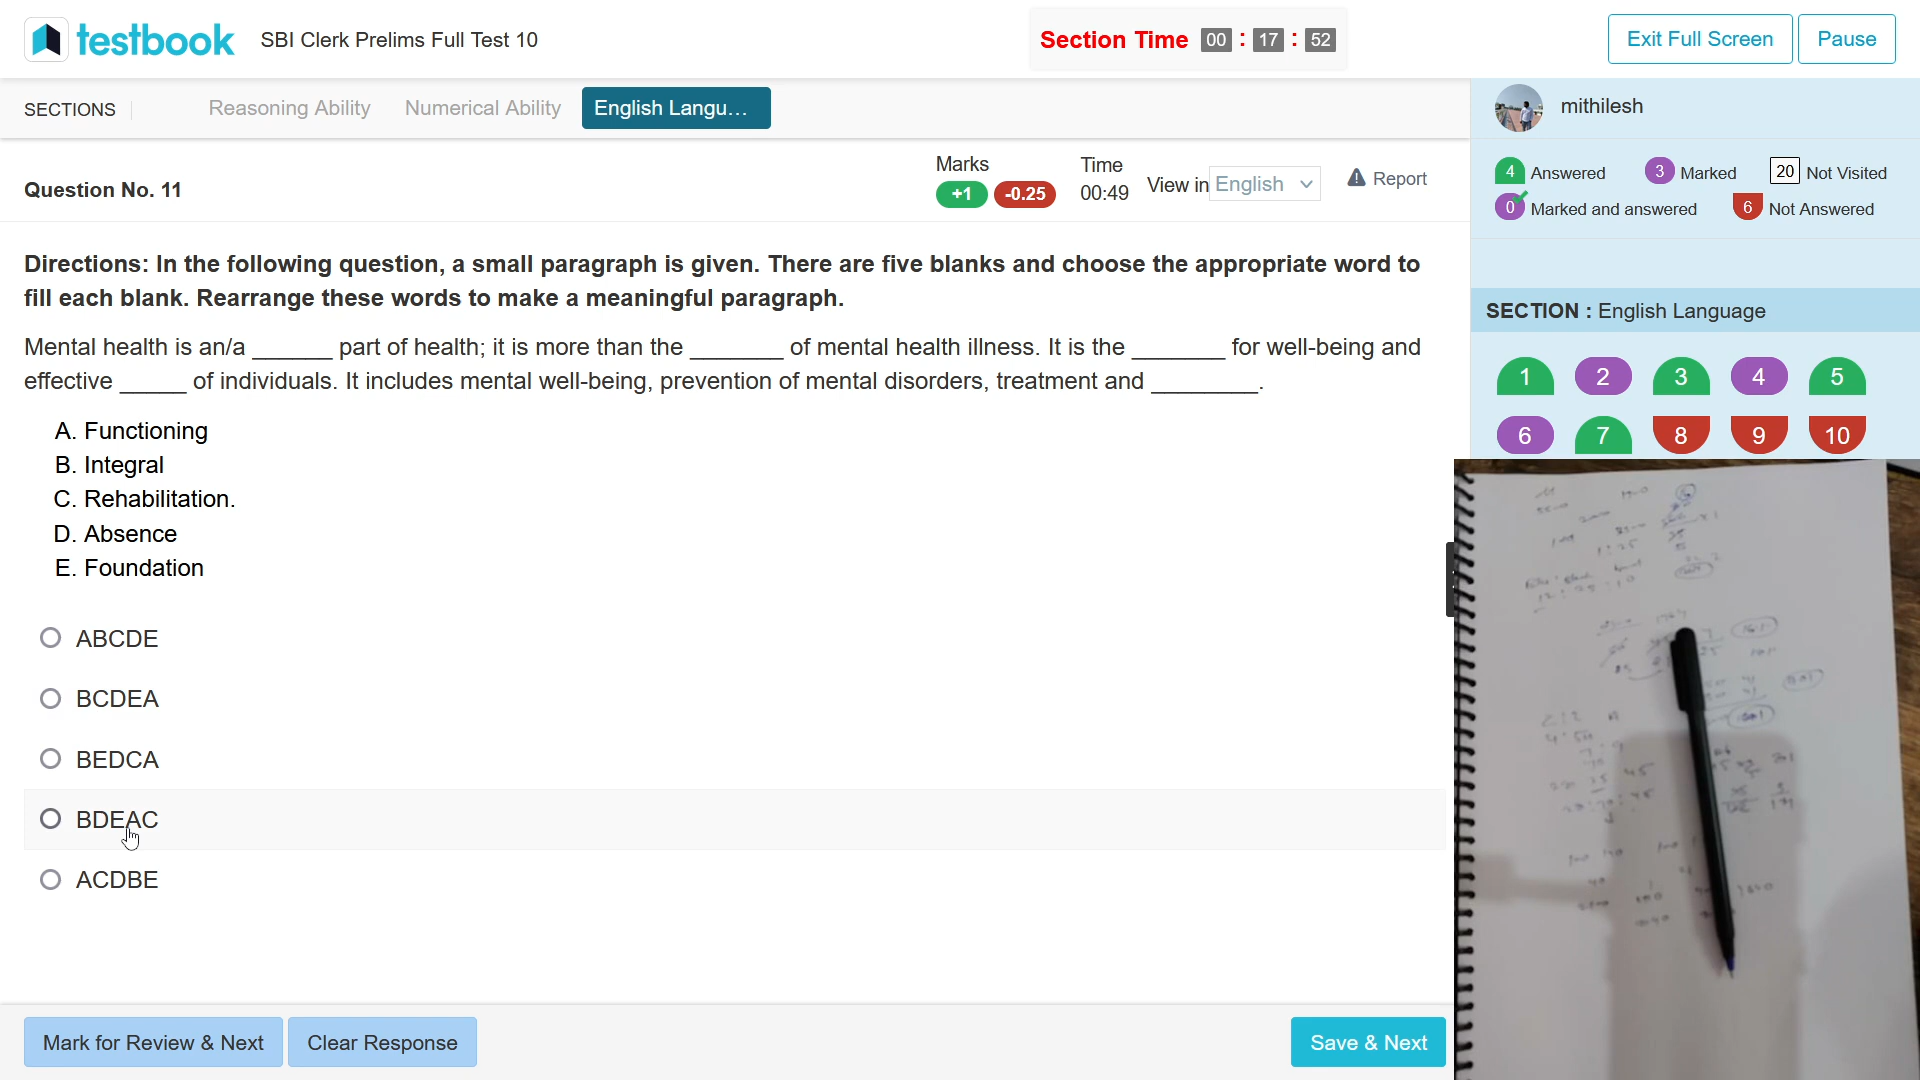 testbook
SBI Clerk Prelims Full Test 10
Section Time 00 : 17 : 52
Exit Full Screen
Pause
SECTIONS
Reasoning Ability
Numerical Ability
English Langu...
mithilesh
4 Answered
3 Marked
20 Not Visited
0 Marked and answered
6 Not Answered
Question No. 11
Marks
+1 -0.25
Time
00:49
View in English
Report
Directions: In the following question, a small paragraph is given. There are five blanks and choose the appropriate word to
fill each blank. Rearrange these words to make a meaningful paragraph.
Mental health is an/a ______ part of health; it is more than the _______ of mental health illness. It is the _______ for well-being and
effective _____ of individuals. It includes mental well-being, prevention of mental disorders, treatment and ________.
A. Functioning
B. Integral
C. Rehabilitation.
D. Absence
E. Foundation
ABCDE
BCDEA
BEDCA
BDEAC
ACDBE
SECTION : English Language
1 2 3 4 5
6 7 8 9 10
Mark for Review & Next
Clear Response
Save & Next